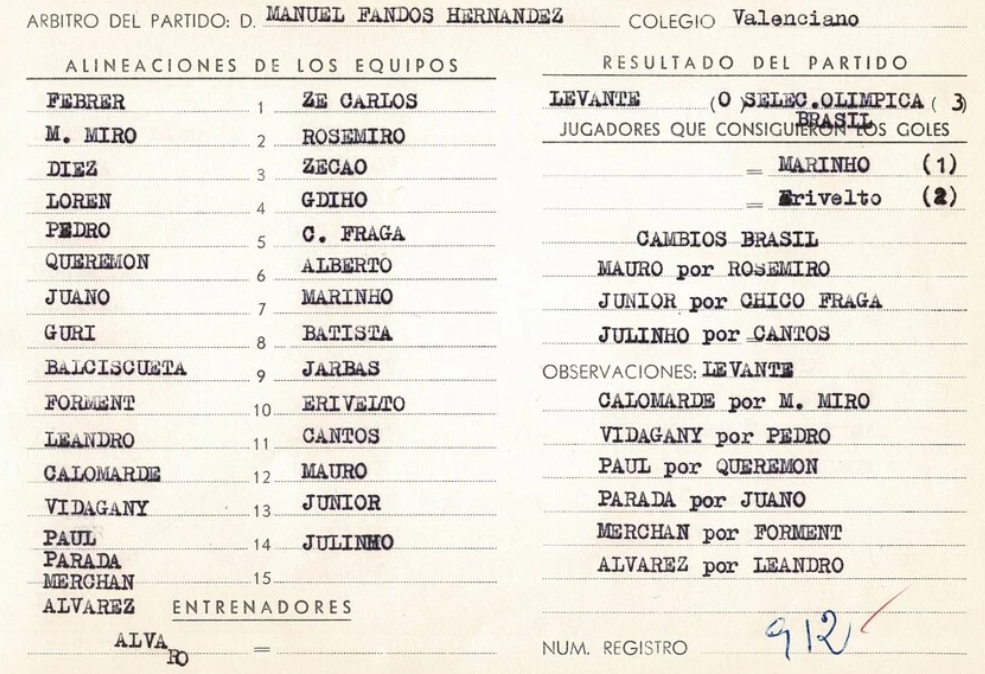 ARBITRO DEL PARTIDO: D. MANUEL FANDOS HERNANDEZ COLEGIO Valenciano
ALINEACIONES DE LOS EQUIPOS
FEBRER 1 ZE CARLOS
M. MIRO 2 ROSEMIRO
DIEZ 3 ZECAO
LOREN 4 GDIHO
PEDRO 5 C. FRAGA
QUEREMON 6 ALBERTO
JUANO 7 MARINHO
GURI 8 BATISTA
BALCISCUETA 9 JARBAS
FORMENT 10 ERIVELTO
LEANDRO 11 CANTOS
CALOMARDE 12 MAURO
VIDAGANY 13 JUNIOR
PAUL 14 JULINHO
PARADA
MERCHAN 15
ALVAREZ ENTRENADORES
ALVARO =
RESULTADO DEL PARTIDO
LEVANTE (0 ) SELEC.OLIMPICA ( 3)
BRASIL
JUGADORES QUE CONSIGUIERON LOS GOLES
= MARINHO (1)
= Erivelto (2)
CAMBIOS BRASIL
MAURO por ROSEMIRO
JUNIOR por CHICO FRAGA
JULINHO por CANTOS
OBSERVACIONES: LEVANTE
CALOMARDE por M. MIRO
VIDAGANY por PEDRO
PAUL por QUEREMON
PARADA por JUANO
MERCHAN por FORMENT
ALVAREZ por LEANDRO
NUM. REGISTRO 912